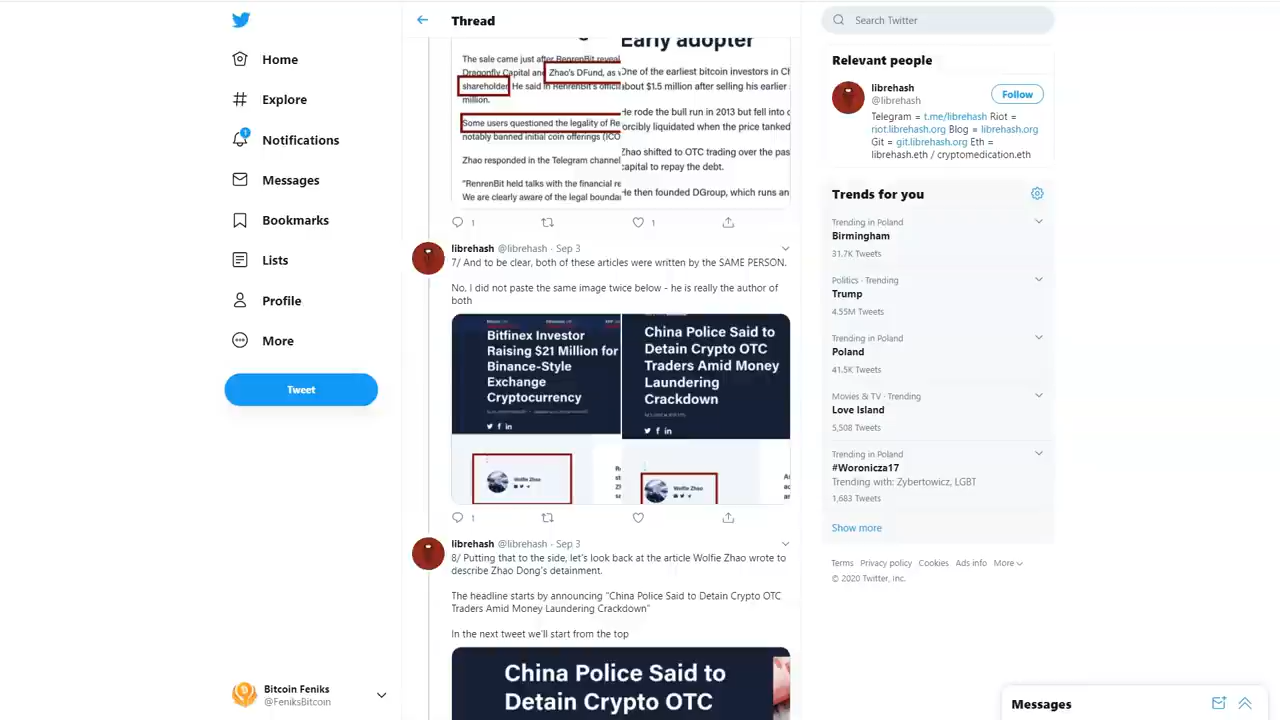 Home
Explore
Notifications
Messages
Bookmarks
Lists
Profile
More
Tweet
Bitcoin Feniks
@FeniksBitcoin
Thread
The sale came just after RenrenBit
Dragonfly Capital and Zhao's DFund, as
shareholder. He said in RenrenBit's
million.
Some users questioned the legality of
notably banned initial coin offerings (ICO
Zhao responded in the Telegram channel
"RenrenBit held talks with the financial
We are clearly aware of the legal
Early adopter
One of the earliest bitcoin investors in
about $1.5 million after selling his earlier
He rode the bull run in 2013 but fell into
forcibly liquidated when the price tanked
Zhao shifted to OTC trading over the
capital to repay the debt.
He then founded DGroup, which runs
1
1
librehash @librehash · Sep 3
7/ And to be clear, both of these articles were written by the SAME PERSON.
No, I did not paste the same image twice below - he is really the author of
both
Bitfinex Investor
Raising $21 Million for
Binance-Style
Exchange
Cryptocurrency
Wolfie Zhao
China Police Said to
Detain Crypto OTC
Traders Amid Money
Laundering
Crackdown
Wolfie Zhao
1
librehash @librehash · Sep 3
8/ Putting that to the side, let's look back at the article Wolfie Zhao wrote to
describe Zhao Dong's detainment.
The headline starts by announcing "China Police Said to Detain Crypto OTC
Traders Amid Money Laundering Crackdown"
In the next tweet we'll start from the top
China Police Said to
Detain Crypto OTC
Search Twitter
Relevant people
librehash
@librehash
Follow
Telegram = t.me/librehash Riot =
riot.librehash.org Blog = librehash.org
Git = git.librehash.org Eth =
librehash.eth / cryptomedication.eth
Trends for you
Trending in Poland
Birmingham
31.7K Tweets
Politics · Trending
Trump
4.55M Tweets
Trending in Poland
Poland
41.5K Tweets
Movies & TV · Trending
Love Island
5,508 Tweets
Trending in Poland
#Woronicza17
Trending with: Zybertowicz, LGBT
1,683 Tweets
Show more
Terms Privacy policy Cookies Ads info More
© 2020 Twitter, Inc.
Messages